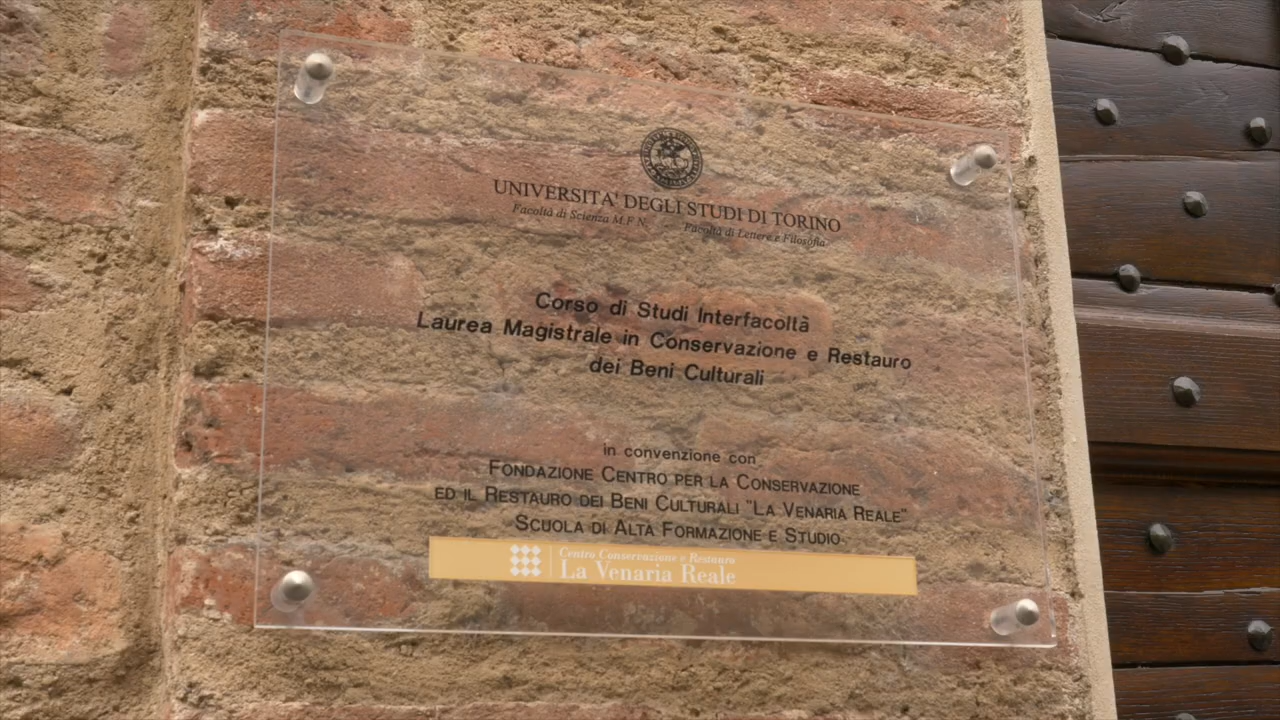 UNIVERSITA' DEGLI STUDI DI TORINO
Facoltà di Scienza M.F.N. Facoltà di Lettere e Filosofia
Corso di Studi Interfacoltà
Laurea Magistrale in Conservazione e Restauro
dei Beni Culturali
in convenzione con
FONDAZIONE CENTRO PER LA CONSERVAZIONE
ED IL RESTAURO DEI BENI CULTURALI "LA VENARIA REALE"
SCUOLA DI ALTA FORMAZIONE E STUDIO
Centro Conservazione e Restauro
La Venaria Reale